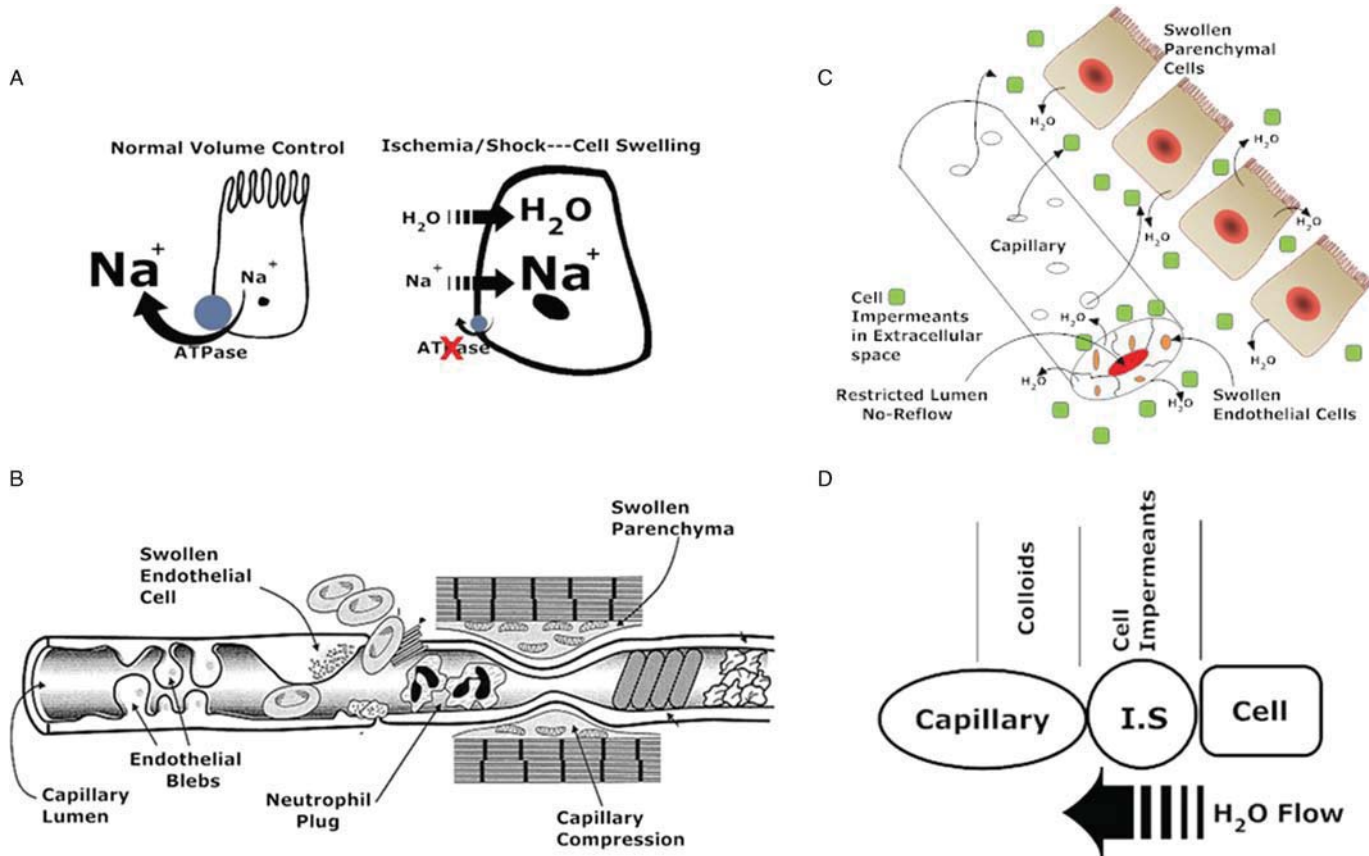 A
Normal Volume Control
Na+
Na+
ATPase
Ischemia/Shock---Cell Swelling
H2O
H2O
Na+
Na+
ATPase
B
Swollen
Endothelial
Cell
Swollen
Parenchyma
Endothelial
Blebs
Capillary
Lumen
Neutrophil
Plug
Capillary
Compression
C
Swollen
Parenchymal
Cells
H2O
H2O
H2O
H2O
H2O
Capillary
Cell
Impermeants
in Extracellular
space
H2O
H2O
H2O
Restricted Lumen
No-Reflow
Swollen
Endothelial Cells
D
Colloids
Cell
Impermeants
Capillary
I.S
Cell
H2O Flow